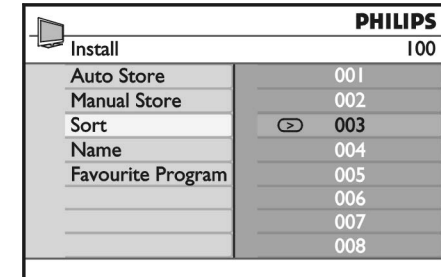 PHILIPS
Install 100
Auto Store 001
Manual Store 002
Sort > 003
Name 004
Favourite Program 005
006
007
008